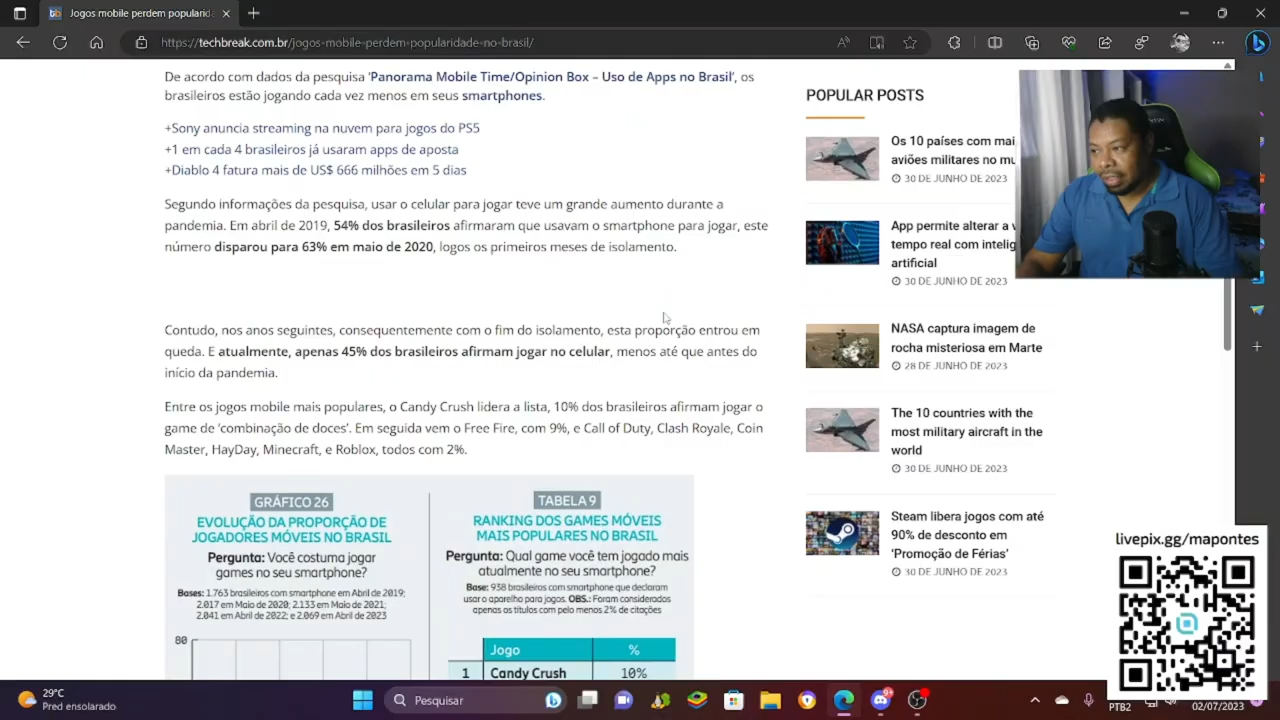 Jogos mobile perdem popularid
https://techbreak.com.br/jogos-mobile-perdem-popularidade-no-brasil/
De acordo com dados da pesquisa 'Panorama Mobile Time/Opinion Box – Uso de Apps no Brasil', os
brasileiros estão jogando cada vez menos em seus smartphones.
+Sony anuncia streaming na nuvem para jogos do PS5
+1 em cada 4 brasileiros já usaram apps de aposta
+Diablo 4 fatura mais de US$ 666 milhões em 5 dias
Segundo informações da pesquisa, usar o celular para jogar teve um grande aumento durante a
pandemia. Em abril de 2019, 54% dos brasileiros afirmaram que usavam o smartphone para jogar, este
número disparou para 63% em maio de 2020, logos os primeiros meses de isolamento.
Contudo, nos anos seguintes, consequentemente com o fim do isolamento, esta proporção entrou em
queda. E atualmente, apenas 45% dos brasileiros afirmam jogar no celular, menos até que antes do
início da pandemia.
Entre os jogos mobile mais populares, o Candy Crush lidera a lista, 10% dos brasileiros afirmam jogar o
game de 'combinação de doces'. Em seguida vem o Free Fire, com 9%, e Call of Duty, Clash Royale, Coin
Master, HayDay, Minecraft, e Roblox, todos com 2%.
GRÁFICO 26
EVOLUÇÃO DA PROPORÇÃO DE
JOGADORES MÓVEIS NO BRASIL
Pergunta: Você costuma jogar
games no seu smartphone?
Bases: 1.763 brasileiros com smartphone em Abril de 2019;
2.017 em Maio de 2020; 2.133 em Maio de 2021;
2.041 em Abril de 2022; e 2.069 em Abril de 2023
80
TABELA 9
RANKING DOS GAMES MÓVEIS
MAIS POPULARES NO BRASIL
Pergunta: Qual game você tem jogado mais
atualmente no seu smartphone?
Base: 938 brasileiros com smartphone que declaram
usar o aparelho para jogos. OBS.: Foram considerados
apenas os títulos com pelo menos 2% de citações
Jogo %
1 Candy Crush 10%
POPULAR POSTS
Os 10 países com mai
aviões militares no mu
30 DE JUNHO DE 2023
App permite alterar a v
tempo real com intelig
artificial
30 DE JUNHO DE 2023
NASA captura imagem de
rocha misteriosa em Marte
28 DE JUNHO DE 2023
The 10 countries with the
most military aircraft in the
world
30 DE JUNHO DE 2023
Steam libera jogos com até
90% de desconto em
'Promoção de Férias'
30 DE JUNHO DE 2023
livepix.gg/mapontes
29°C
Pred ensolarado
Pesquisar
PTB2
02/07/2023